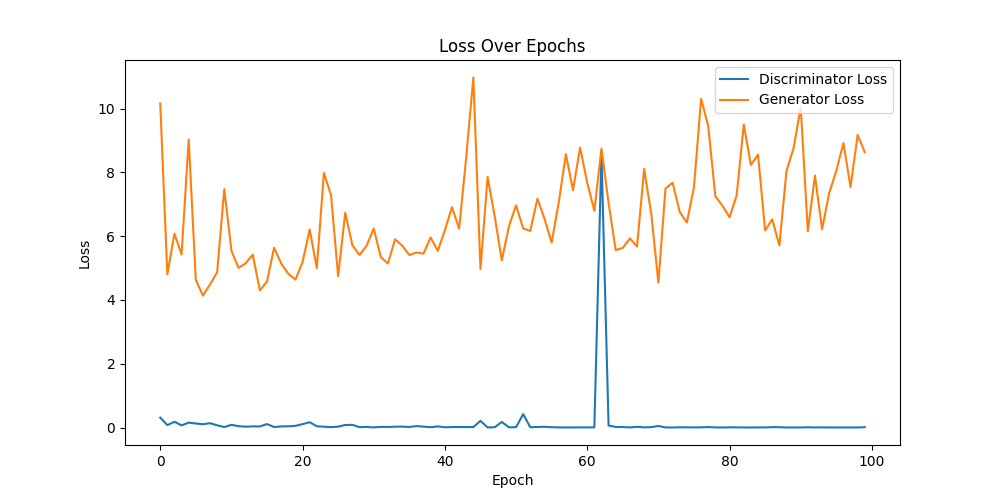 Loss Over Epochs
Discriminator Loss
Generator Loss
Loss
10
8
6
4
2
0
0 20 40 60 80 100
Epoch